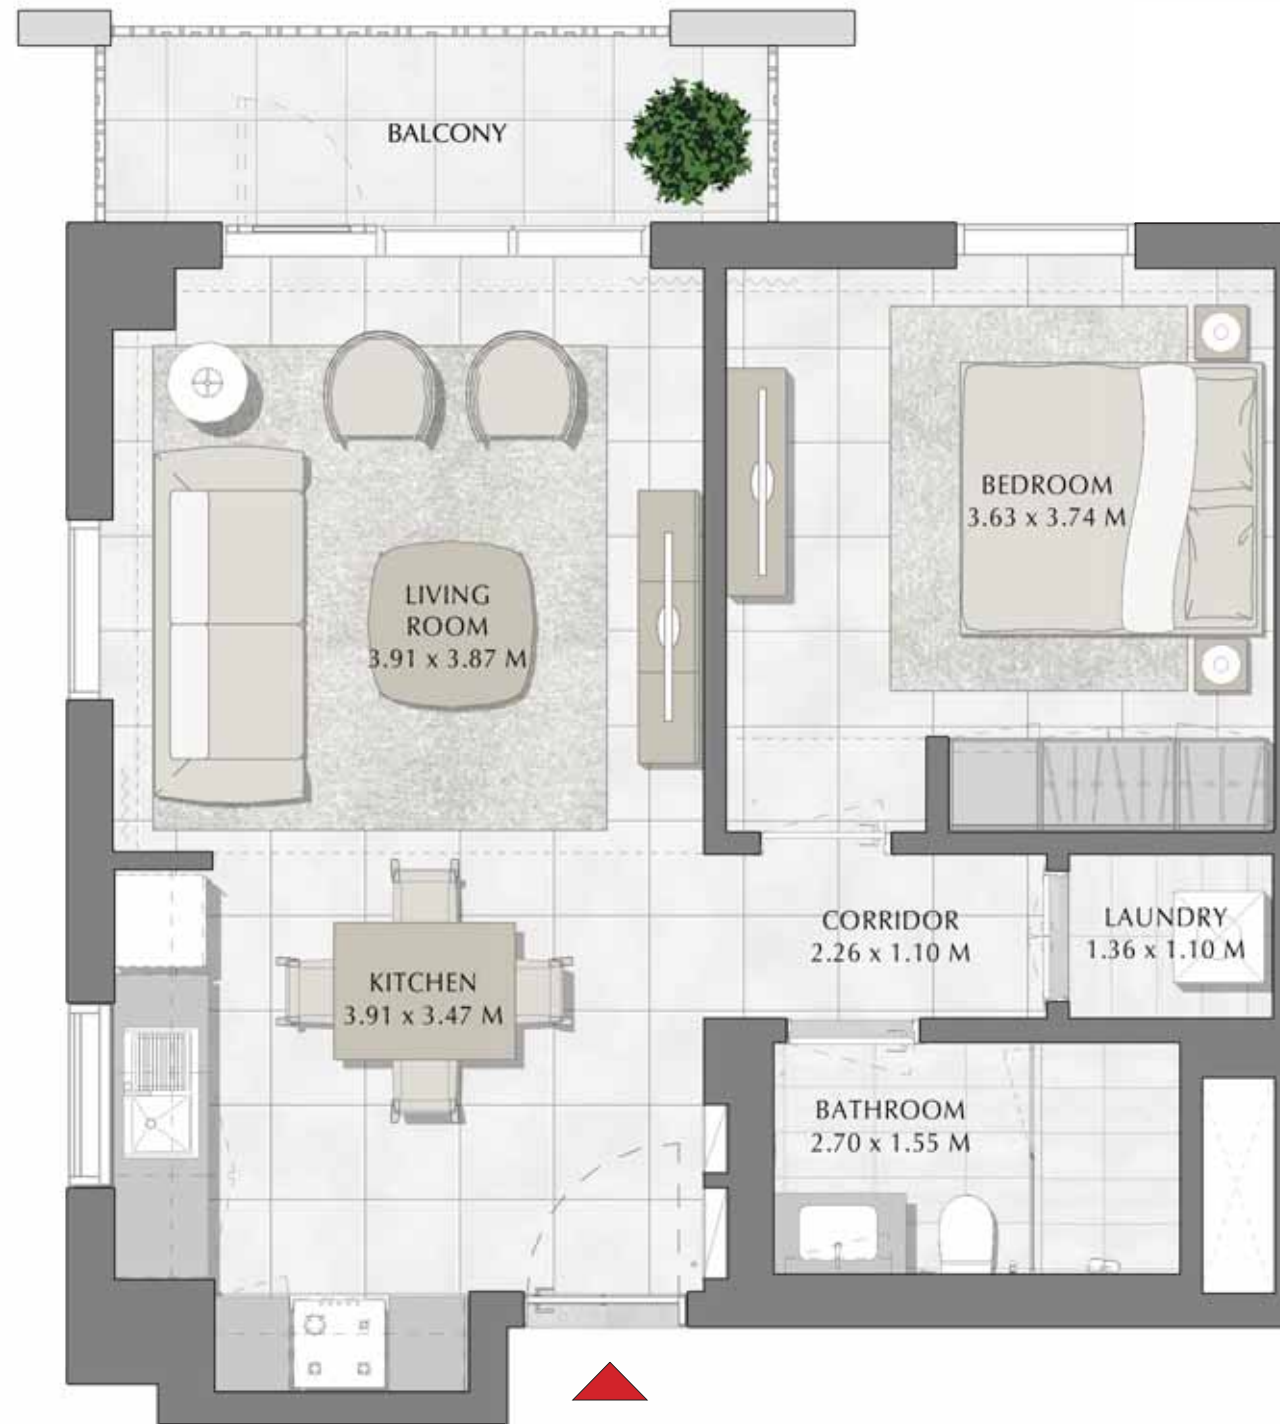 BALCONY
BEDROOM
3.63 x 3.74 M
LIVING
ROOM
3.91 x 3.87 M
CORRIDOR
2.26 x 1.10 M
LAUNDRY
1.36 x 1.10 M
KITCHEN
3.91 x 3.47 M
BATHROOM
2.70 x 1.55 M